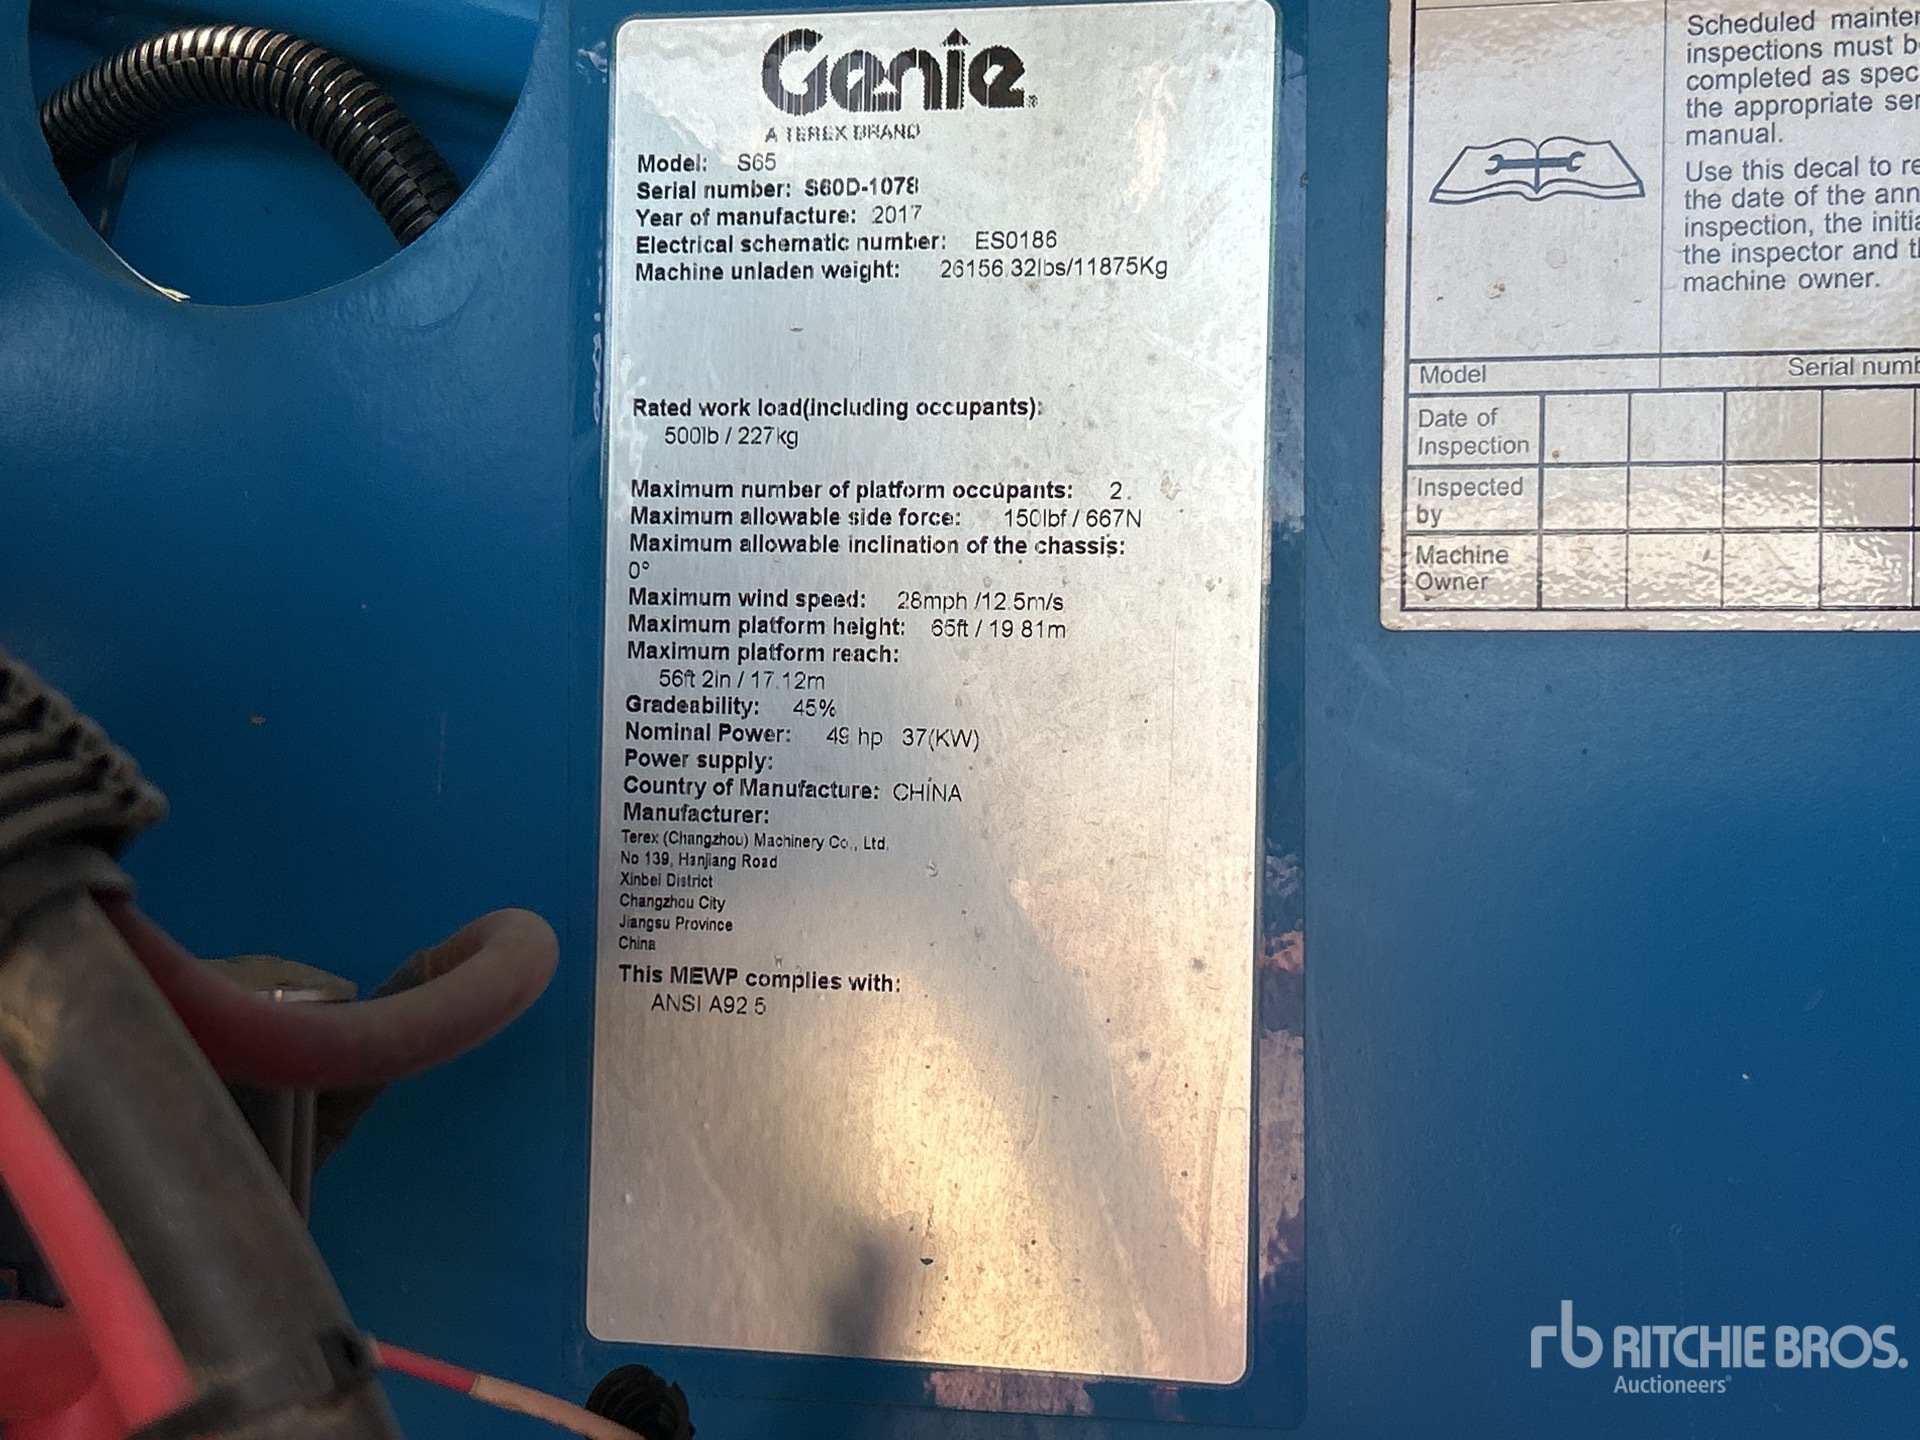 Genie
A TEREX BRAND
Model: S65
Serial number: S60D-1078
Year of manufacture: 2017
Electrical schematic number: ES0186
Machine unladen weight: 26156.32lbs/11875Kg
Rated work load(Including occupants):
500lb / 227kg
Maximum number of platform occupants: 2.
Maximum allowable side force: 150lbf / 667N
Maximum allowable inclination of the chassis:
0°
Maximum wind speed: 28mph /12.5m/s
Maximum platform height: 65ft / 19.81m
Maximum platform reach:
56ft 2in / 17.12m
Gradeability: 45%
Nominal Power: 49 hp 37(KW)
Power supply:
Country of Manufacture: CHINA
Manufacturer:
Terex (Changzhou) Machinery Co., Ltd.
No 139, Hanjiang Road
Xinbei District
Changzhou City
Jiangsu Province
China
This MEWP complies with:
ANSI A92.5
Scheduled
inspections must
completed as
the appropriate
manual.
Use this decal to
the date of the
inspection, the
the inspector and
machine owner.
Model Serial
Date of
Inspection
Inspected
by
Machine
Owner
rb RITCHIE BROS.
Auctioneers